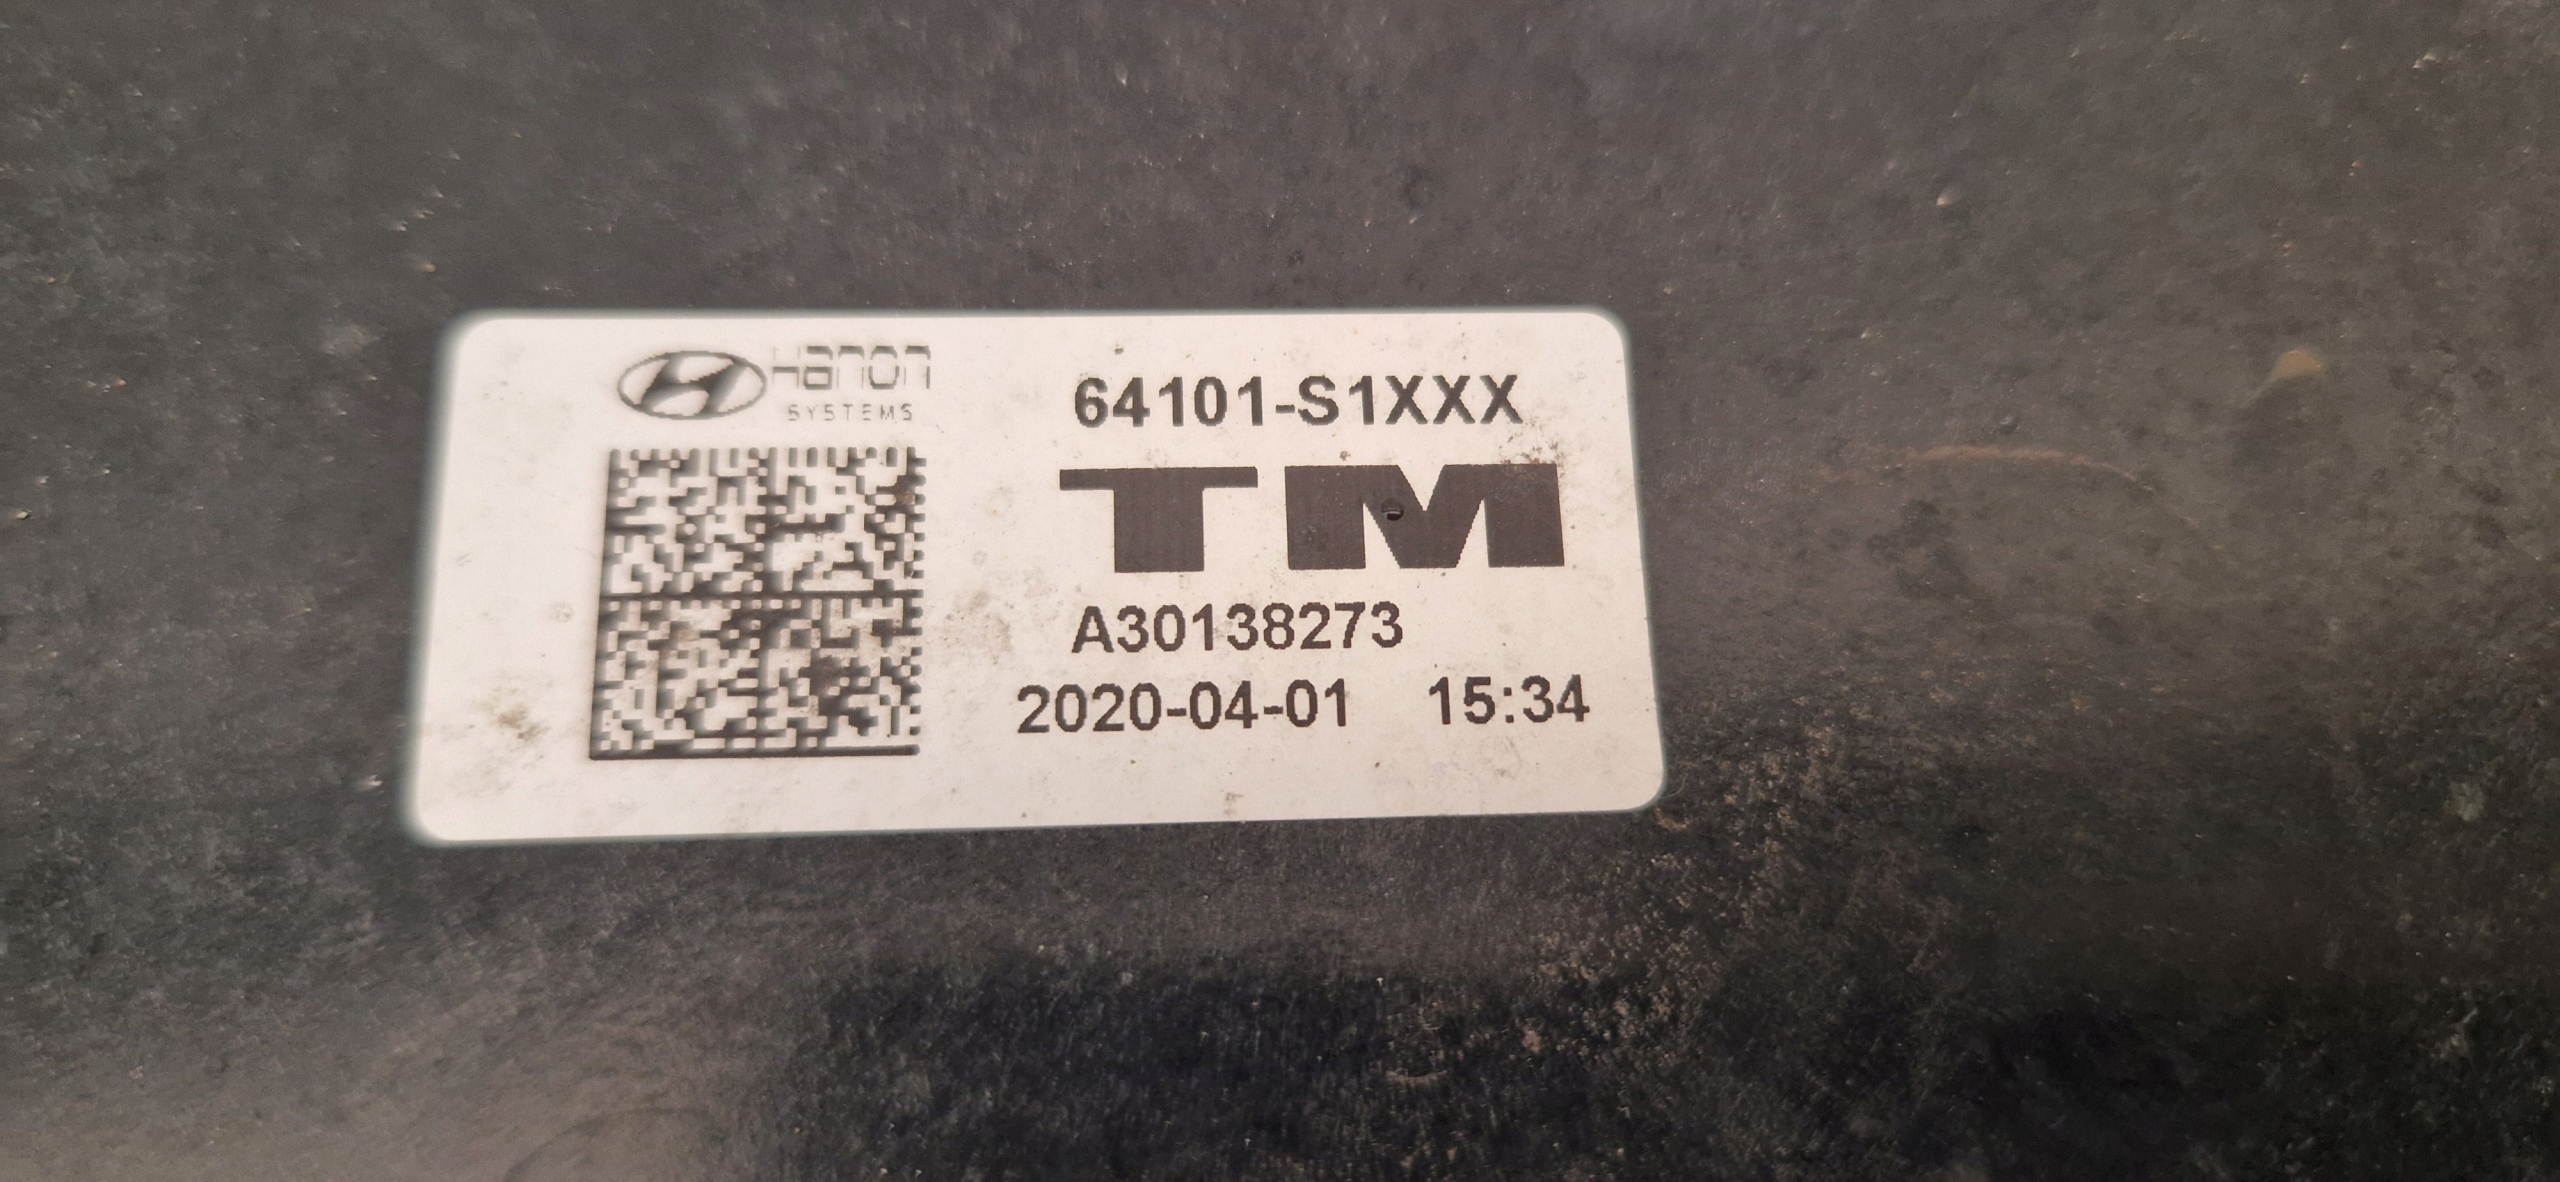 Hanon
SYSTEMS
64101-S1XXX
TM
A30138273
2020-04-01 15:34